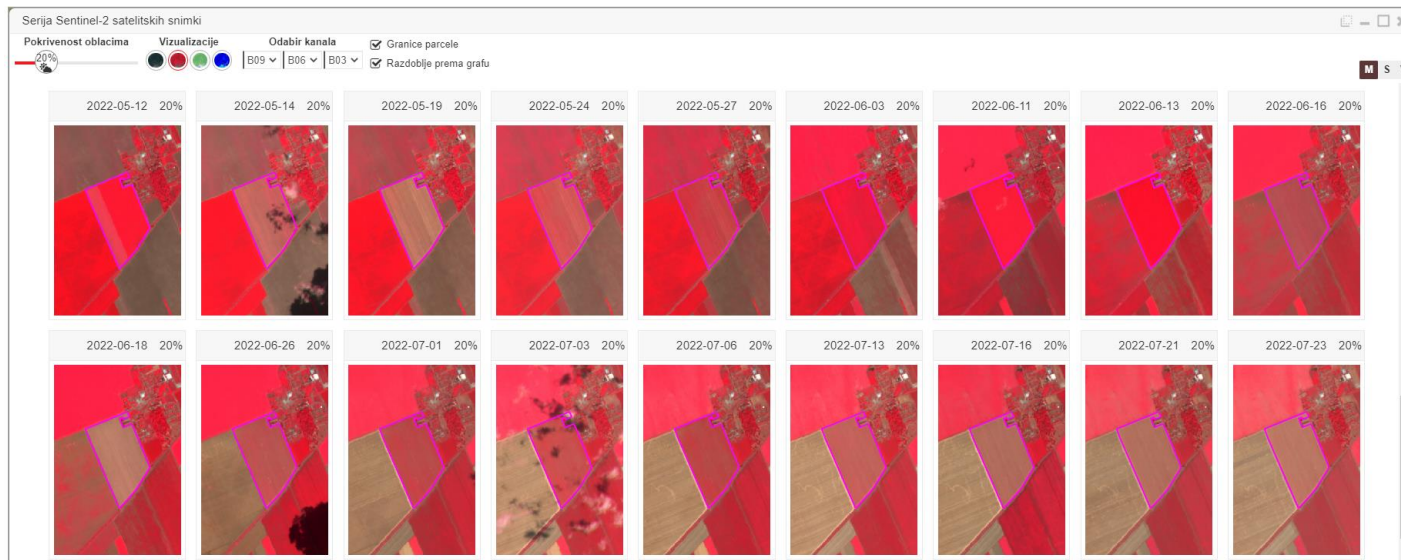 Serija Sentinel-2 satelitskih snimki
Pokrivenost oblacima Vizualizacije Odabir kanala Granice parcele
20% B09 B06 B03 Razdoblje prema grafu
M S
2022-05-12 20% 2022-05-14 20% 2022-05-19 20% 2022-05-24 20% 2022-05-27 20% 2022-06-03 20% 2022-06-11 20% 2022-06-13 20% 2022-06-16 20%
2022-06-18 20% 2022-06-26 20% 2022-07-01 20% 2022-07-03 20% 2022-07-06 20% 2022-07-13 20% 2022-07-16 20% 2022-07-21 20% 2022-07-23 20%